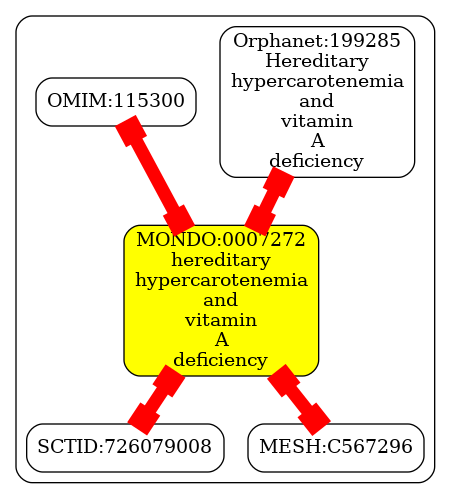 OMIM:115300
Orphanet:199285
Hereditary
hypercarotenemia
and
vitamin
A
deficiency
MONDO:0007272
hereditary
hypercarotenemia
and
vitamin
A
deficiency
SCTID:726079008
MESH:C567296